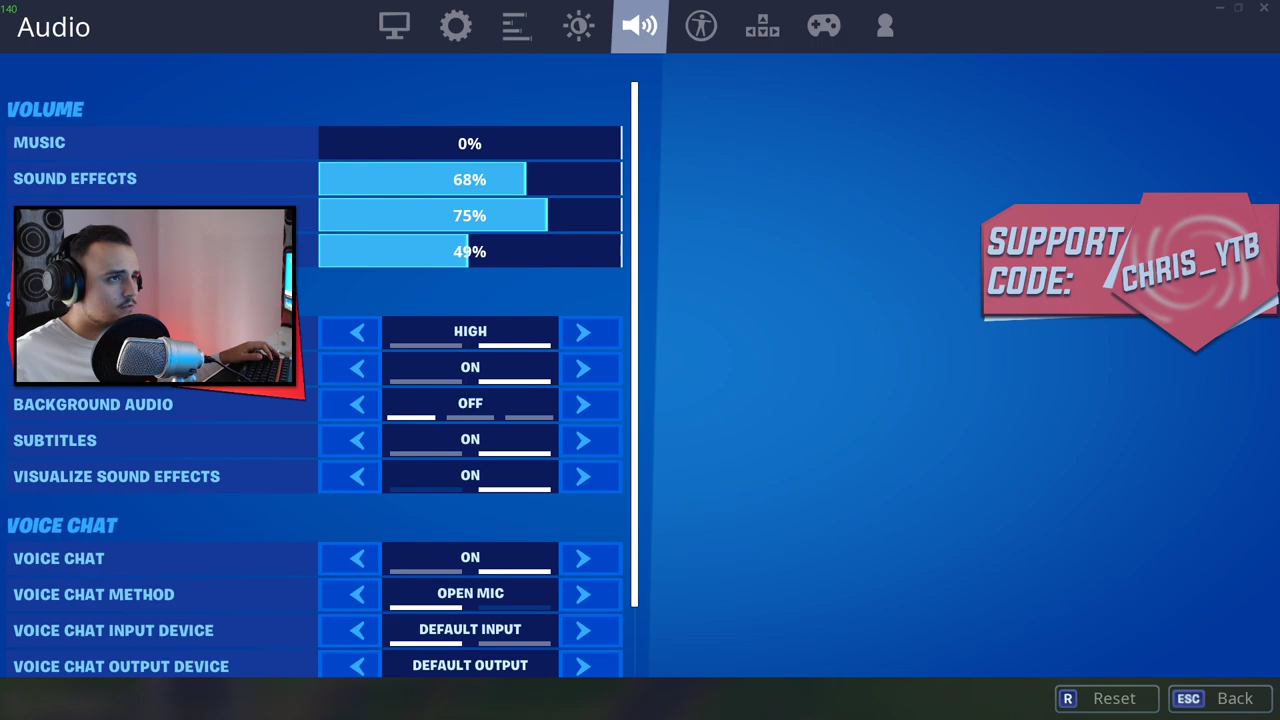 140
Audio
VOLUME
MUSIC 0%
SOUND EFFECTS 68%
75%
49%
HIGH
ON
BACKGROUND AUDIO OFF
SUBTITLES ON
VISUALIZE SOUND EFFECTS ON
VOICE CHAT
VOICE CHAT ON
VOICE CHAT METHOD OPEN MIC
VOICE CHAT INPUT DEVICE DEFAULT INPUT
VOICE CHAT OUTPUT DEVICE DEFAULT OUTPUT
SUPPORT
CODE:
CHRIS_YTB
R Reset ESC Back